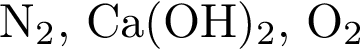 N₂, Ca(OH)₂, O₂